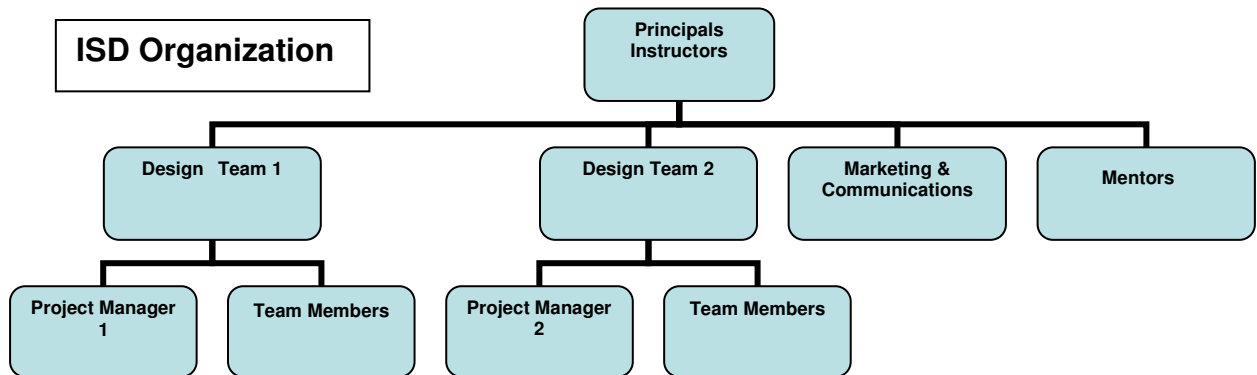 ISD Organization
Principals
Instructors
Design Team 1
Design Team 2
Marketing &
Communications
Mentors
Project Manager
1
Team Members
Project Manager
2
Team Members